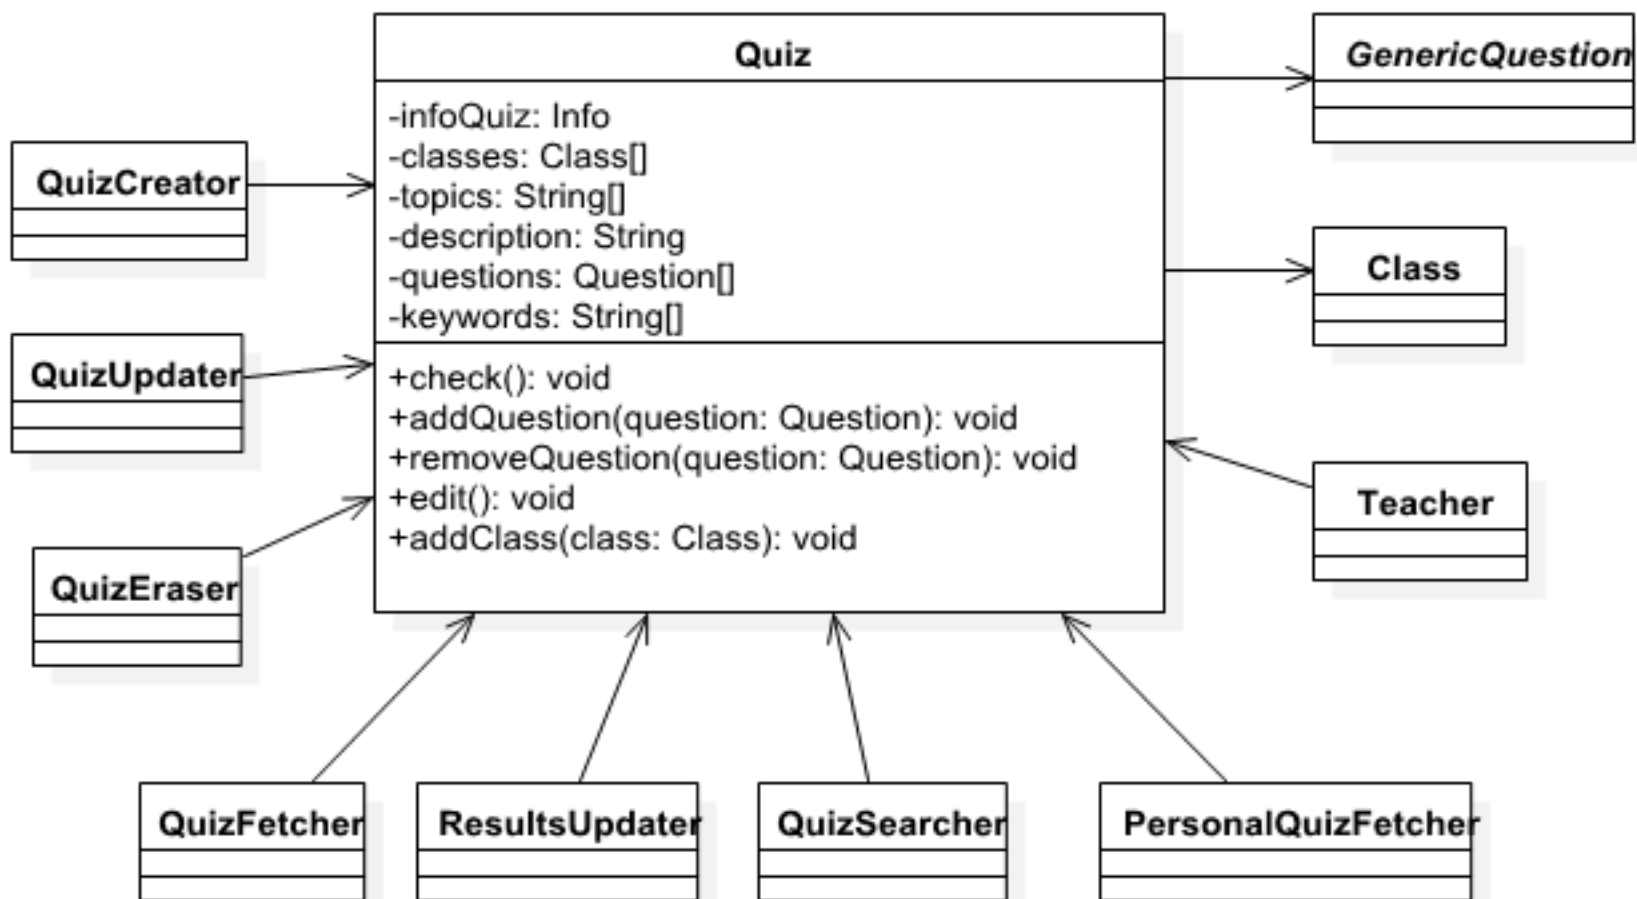 Quiz
-infoQuiz: Info
-classes: Class[]
-topics: String[]
-description: String
-questions: Question[]
-keywords: String[]
+check(): void
+addQuestion(question: Question): void
+removeQuestion(question: Question): void
+edit(): void
+addClass(class: Class): void
GenericQuestion
QuizCreator
Class
QuizUpdater
Teacher
QuizEraser
QuizFetcher
ResultsUpdater
QuizSearcher
PersonalQuizFetcher